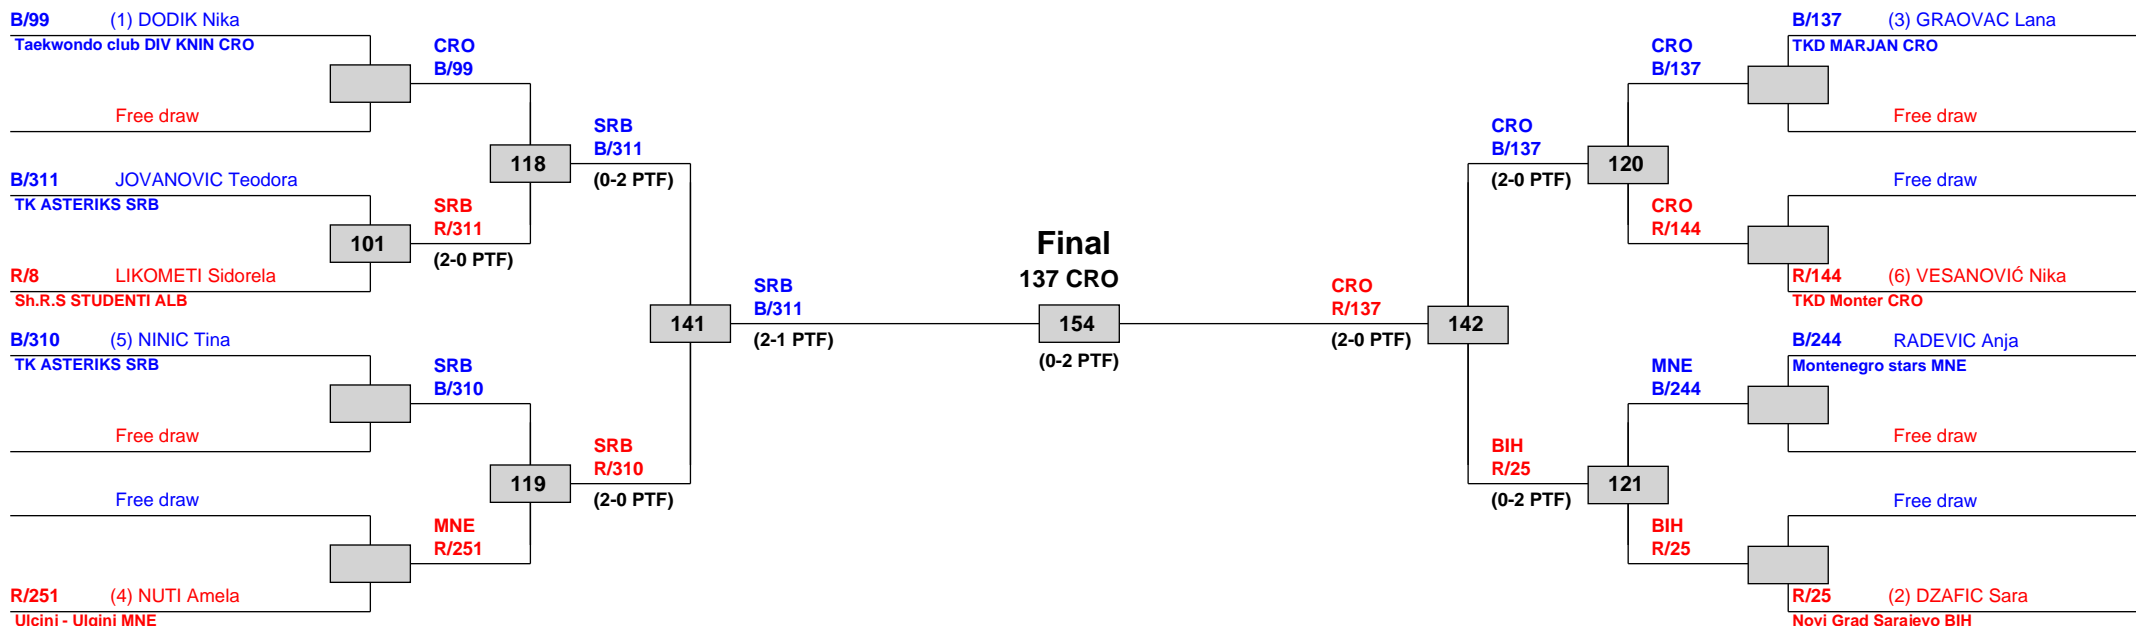 B/99 (1) DODIK Nika
Taekwondo club DIV KNIN CRO
Free draw
B/311 JOVANOVIC Teodora
TK ASTERIKS SRB
R/8 LIKOMETI Sidorela
Sh.R.S STUDENTI ALB
B/310 (5) NINIC Tina
TK ASTERIKS SRB
Free draw
Free draw
R/251 (4) NUTI Amela
Ulcini - Ulqini MNE
101
CRO
B/99
SRB
R/311
(2-0 PTF)
SRB
B/310
MNE
R/251
118
119
SRB
B/311
(0-2 PTF)
SRB
R/310
(2-0 PTF)
141
SRB
B/311
(2-1 PTF)
Final
137 CRO
154
(0-2 PTF)
CRO
R/137
(2-0 PTF)
142
CRO
B/137
(2-0 PTF)
BIH
R/25
(0-2 PTF)
120
121
CRO
B/137
CRO
R/144
MNE
B/244
BIH
R/25
B/137 (3) GRAOVAC Lana
TKD MARJAN CRO
Free draw
Free draw
R/144 (6) VESANOVIĆ Nika
TKD Monter CRO
B/244 RADEVIC Anja
Montenegro stars MNE
Free draw
Free draw
R/25 (2) DZAFIC Sara
Novi Grad Sarajevo BIH